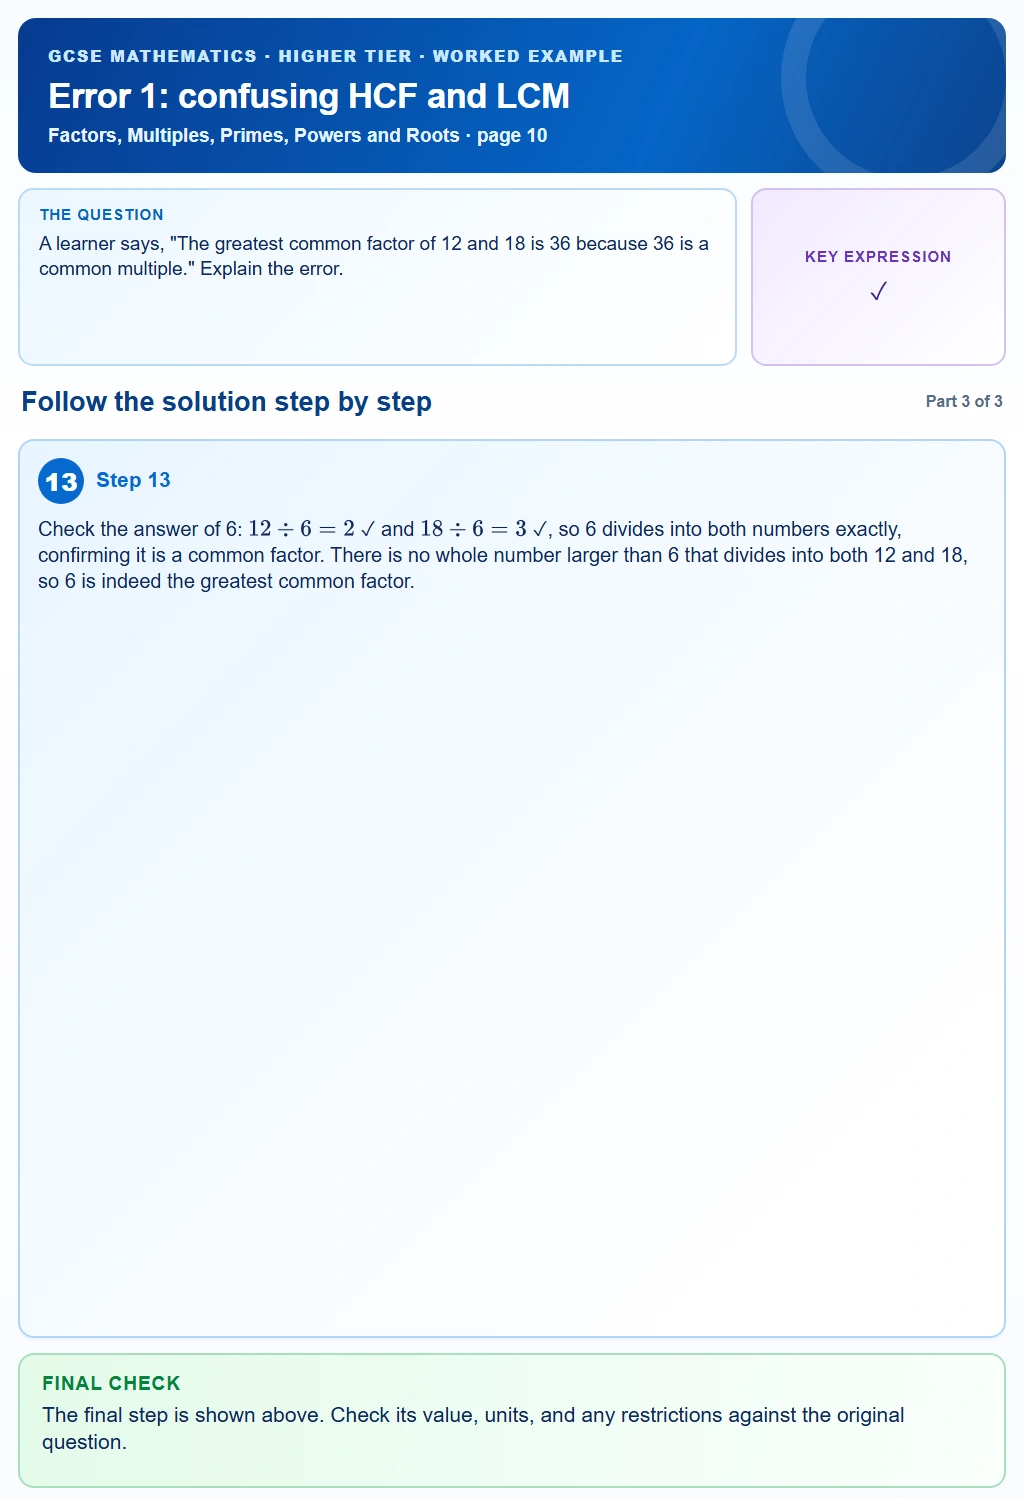 GCSE MATHEMATICS · HIGHER TIER · WORKED EXAMPLE
Error 1: confusing HCF and LCM
Factors, Multiples, Primes, Powers and Roots · page 10
THE QUESTION
A learner says, "The greatest common factor of 12 and 18 is 36 because 36 is a
common multiple." Explain the error.
KEY EXPRESSION
✓
Follow the solution step by step
Part 3 of 3
13 Step 13
Check the answer of 6: 12 ÷ 6 = 2 ✓ and 18 ÷ 6 = 3 ✓, so 6 divides into both numbers exactly,
confirming it is a common factor. There is no whole number larger than 6 that divides into both 12 and 18,
so 6 is indeed the greatest common factor.
FINAL CHECK
The final step is shown above. Check its value, units, and any restrictions against the original
question.